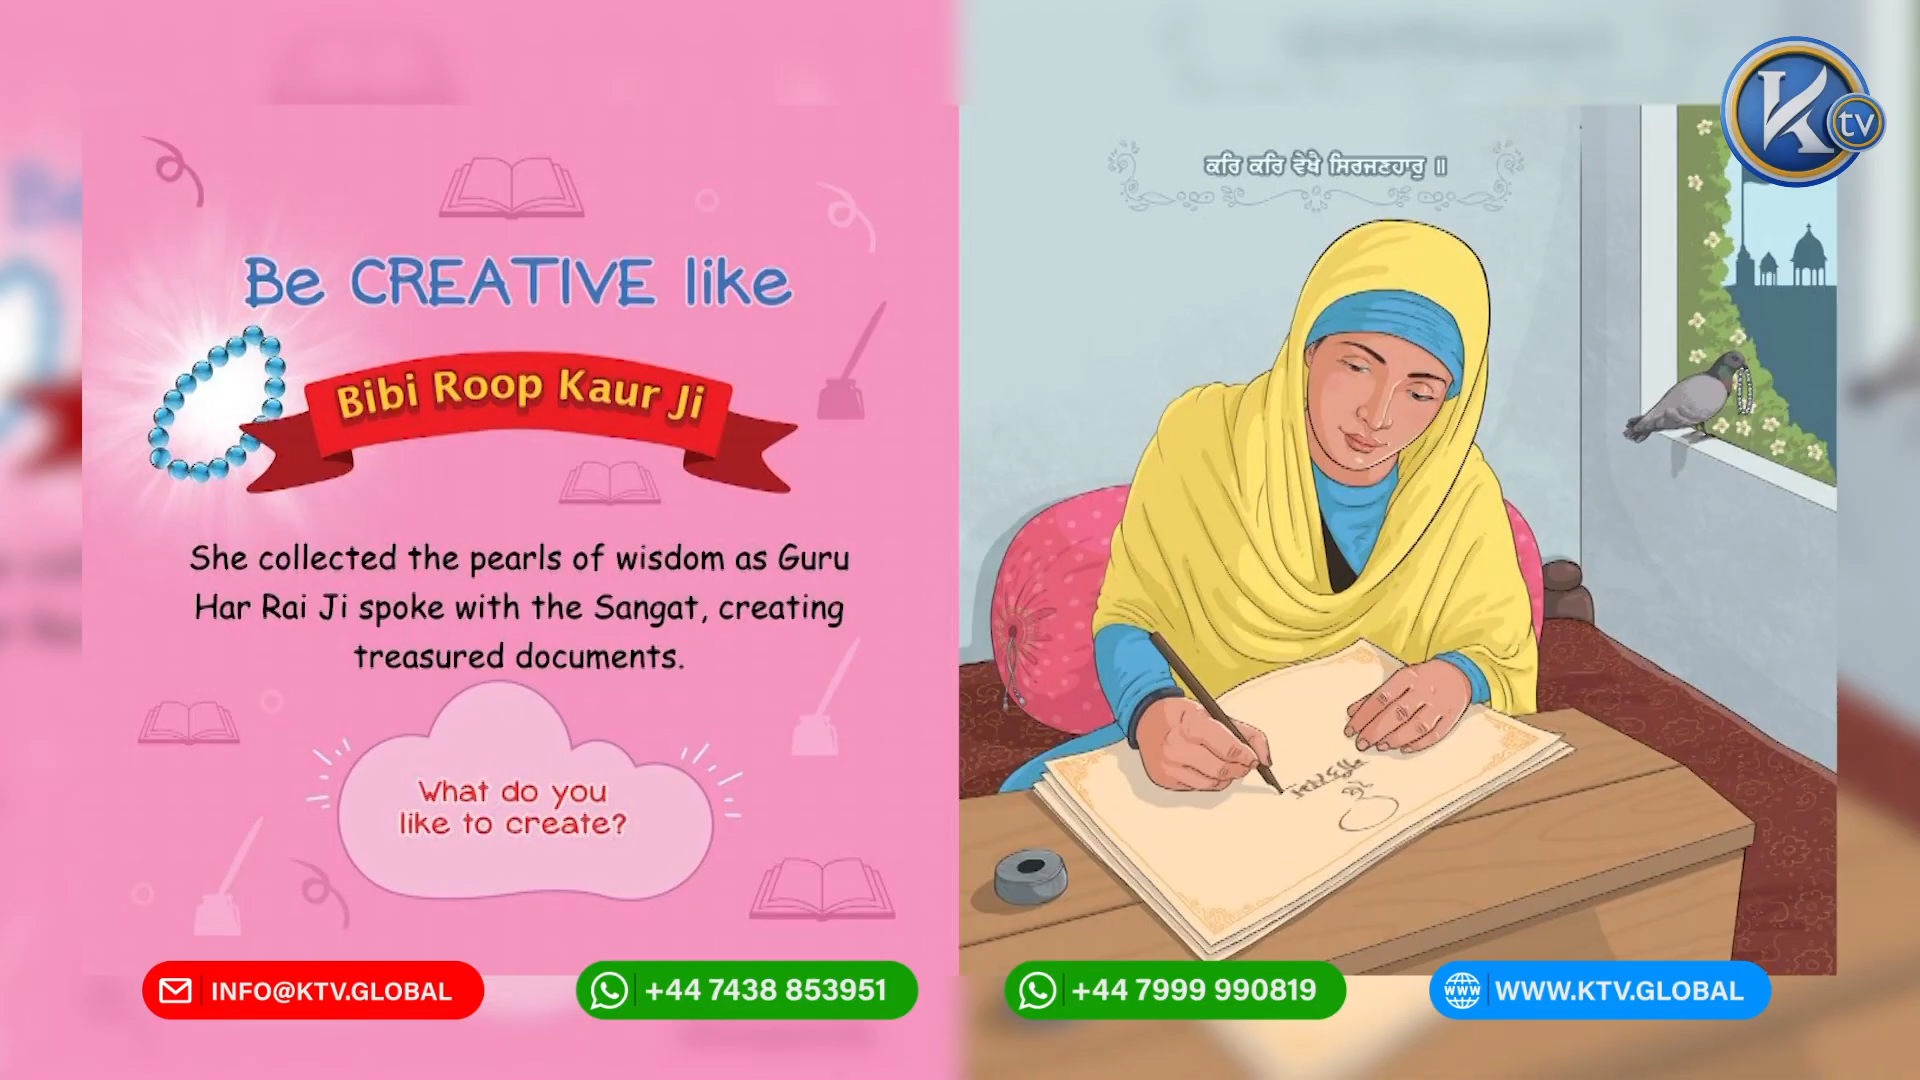 K tv
ਕਰਿ ਕਰਿ ਵੇਖੈ ਸਿਰਜਣਹਾਰੁ ॥
Be CREATIVE like
Bibi Roop Kaur Ji
She collected the pearls of wisdom as Guru
Har Rai Ji spoke with the Sangat, creating
treasured documents.
What do you
like to create?
INFO@KTV.GLOBAL
+44 7438 853951
+44 7999 990819
WWW.KTV.GLOBAL